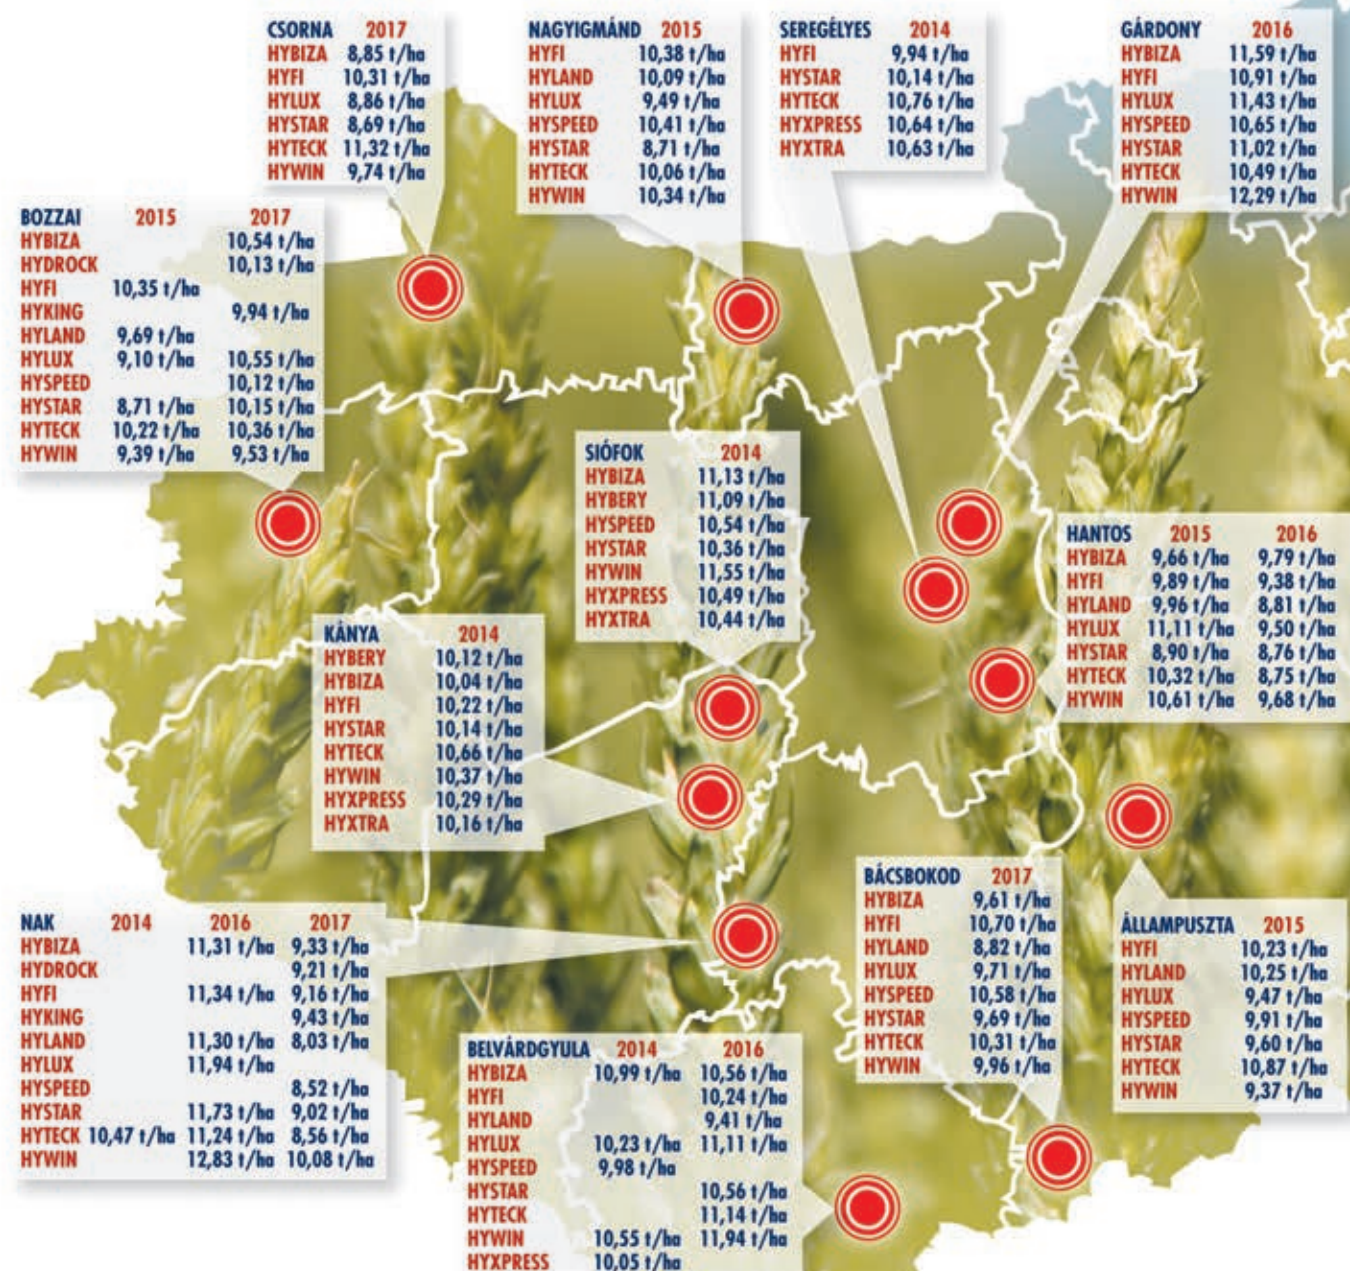 CSORNA 2017
HYBIZA 8,85 t/ha
HYFI 10,31 t/ha
HYLUX 8,86 t/ha
HYSTAR 8,69 t/ha
HYTECK 11,32 t/ha
HYWIN 9,74 t/ha
NAGYIGMÁND 2015
HYFI 10,38 t/ha
HYLAND 10,09 t/ha
HYLUX 9,49 t/ha
HYSPEED 10,41 t/ha
HYSTAR 8,71 t/ha
HYTECK 10,06 t/ha
HYWIN 10,34 t/ha
SEREGÉLYES 2014
HYFI 9,94 t/ha
HYSTAR 10,14 t/ha
HYTECK 10,76 t/ha
HYXPRESS 10,64 t/ha
HYXTRA 10,63 t/ha
GÁRDONY 2016
HYBIZA 11,59 t/ha
HYFI 10,91 t/ha
HYLUX 11,43 t/ha
HYSPEED 10,65 t/ha
HYSTAR 11,02 t/ha
HYTECK 10,49 t/ha
HYWIN 12,29 t/ha
BOZZAI 2015 2017
HYBIZA 10,54 t/ha
HYDROCK 10,13 t/ha
HYFI 10,35 t/ha
HYKING 9,94 t/ha
HYLAND 9,69 t/ha
HYLUX 9,10 t/ha 10,55 t/ha
HYSPEED 10,12 t/ha
HYSTAR 8,71 t/ha 10,15 t/ha
HYTECK 10,22 t/ha 10,36 t/ha
HYWIN 9,39 t/ha 9,53 t/ha
SIÓFOK 2014
HYBIZA 11,13 t/ha
HYBERY 11,09 t/ha
HYSPEED 10,54 t/ha
HYSTAR 10,36 t/ha
HYWIN 11,55 t/ha
HYXPRESS 10,49 t/ha
HYXTRA 10,44 t/ha
HANTOS 2015 2016
HYBIZA 9,66 t/ha 9,79 t/ha
HYFI 9,89 t/ha 9,38 t/ha
HYLAND 9,96 t/ha 8,81 t/ha
HYLUX 11,11 t/ha 9,50 t/ha
HYSTAR 8,90 t/ha 8,76 t/ha
HYTECK 10,32 t/ha 8,75 t/ha
HYWIN 10,61 t/ha 9,68 t/ha
KÁNYA 2014
HYBERY 10,12 t/ha
HYBIZA 10,04 t/ha
HYFI 10,22 t/ha
HYSTAR 10,14 t/ha
HYTECK 10,66 t/ha
HYWIN 10,37 t/ha
HYXPRESS 10,29 t/ha
HYXTRA 10,16 t/ha
NAK 2014 2016 2017
HYBIZA 11,31 t/ha 9,33 t/ha
HYDROCK 9,21 t/ha
HYFI 11,34 t/ha 9,16 t/ha
HYKING 9,43 t/ha
HYLAND 11,30 t/ha 8,03 t/ha
HYLUX 11,94 t/ha
HYSPEED 8,52 t/ha
HYSTAR 11,73 t/ha 9,02 t/ha
HYTECK 10,47 t/ha 11,24 t/ha 8,56 t/ha
HYWIN 12,83 t/ha 10,08 t/ha
BÁCSBOKOD 2017
HYBIZA 9,61 t/ha
HYFI 10,70 t/ha
HYLAND 8,82 t/ha
HYLUX 9,71 t/ha
HYSPEED 10,58 t/ha
HYSTAR 9,69 t/ha
HYTECK 10,31 t/ha
HYWIN 9,96 t/ha
ÁLLAMPUSZTA 2015
HYFI 10,23 t/ha
HYLAND 10,25 t/ha
HYLUX 9,47 t/ha
HYSPEED 9,91 t/ha
HYSTAR 9,60 t/ha
HYTECK 10,87 t/ha
HYWIN 9,37 t/ha
BELVÁRDGYULA 2014 2016
HYBIZA 10,99 t/ha 10,56 t/ha
HYFI 10,24 t/ha
HYLAND 9,41 t/ha
HYLUX 10,23 t/ha 11,11 t/ha
HYSPEED 9,98 t/ha
HYSTAR 10,56 t/ha
HYTECK 11,14 t/ha
HYWIN 10,55 t/ha 11,94 t/ha
HYXPRESS 10,05 t/ha